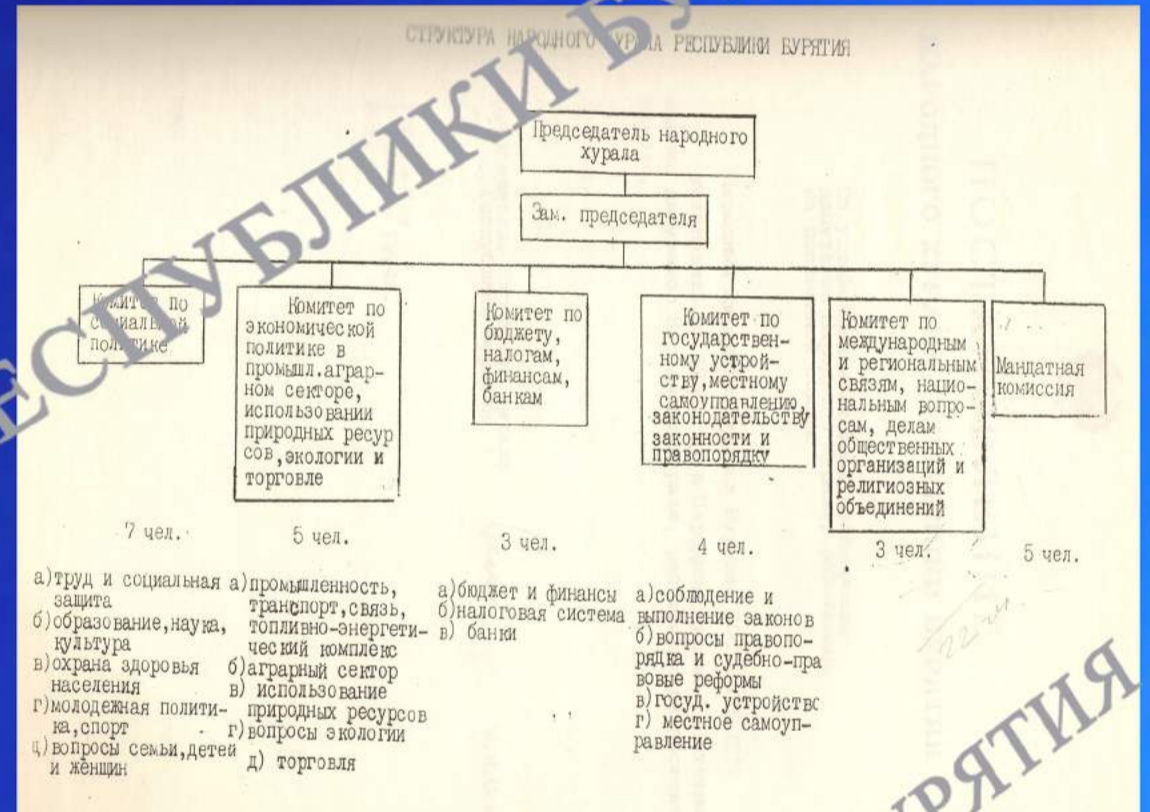 СТРУКТУРА НАРОДНОГО ХУРАЛА РЕСПУБЛИКИ БУРЯТИЯ
Председатель народного
хурала
Зам. председателя
Комитет по
социальной
политике
Комитет по
экономической
политике в
промышл.аграр-
ном секторе,
использовании
природных ресур
сов,экологии и
торговле
Комитет по
бюджету,
налогам,
финансам,
банкам
Комитет по
государствен-
ному устрой-
ству,местному
самоуправлению,
законодательству
законности и
правопорядку
Комитет по
международным
и региональным
связям, нацио-
нальным вопро-
сам, делам
общественных
организаций и
религиозных
объединений
Мандатная
комиссия
7 чел.
5 чел.
3 чел.
4 чел.
3 чел.
5 чел.
а)труд и социальная
защита
б)образование,наука,
культура
в)охрана здоровья
населения
г)молодежная полити-
ка,спорт
д)вопросы семьи,детей
и женщин
а)промышленность,
транспорт,связь,
топливно-энергети-
ческий комплекс
б)аграрный сектор
в) использование
природных ресурсов
г)вопросы экологии
д) торговля
а)бюджет и финансы
б)налоговая система
в) банки
а)соблюдение и
выполнение законов
б)вопросы правопо-
рядка и судебно-пра
вовые реформы
в)госуд. устройство
г) местное самоуп-
равление
ЕСПУБЛИКИ БУ
УРЯТИЯ